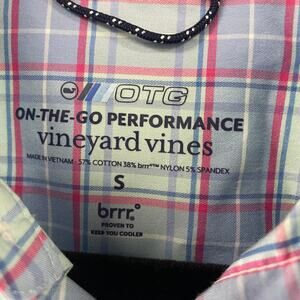 OTG
ON-THE-GO PERFORMANCE
vineyard vines
MADE IN VIETNAM - 57% COTTON 38% brrr°™ NYLON 5% SPANDEX
S
brrr°
PROVEN TO
KEEP YOU COOLER